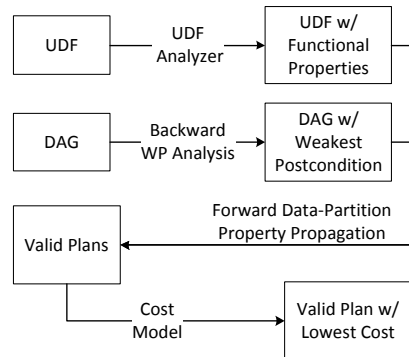 UDF
UDF
Analyzer
UDF w/
Functional
Properties
DAG
Backward
WP Analysis
DAG w/
Weakest
Postcondition
Forward Data-Partition
Property Propagation
Valid Plans
Cost
Model
Valid Plan w/
Lowest Cost